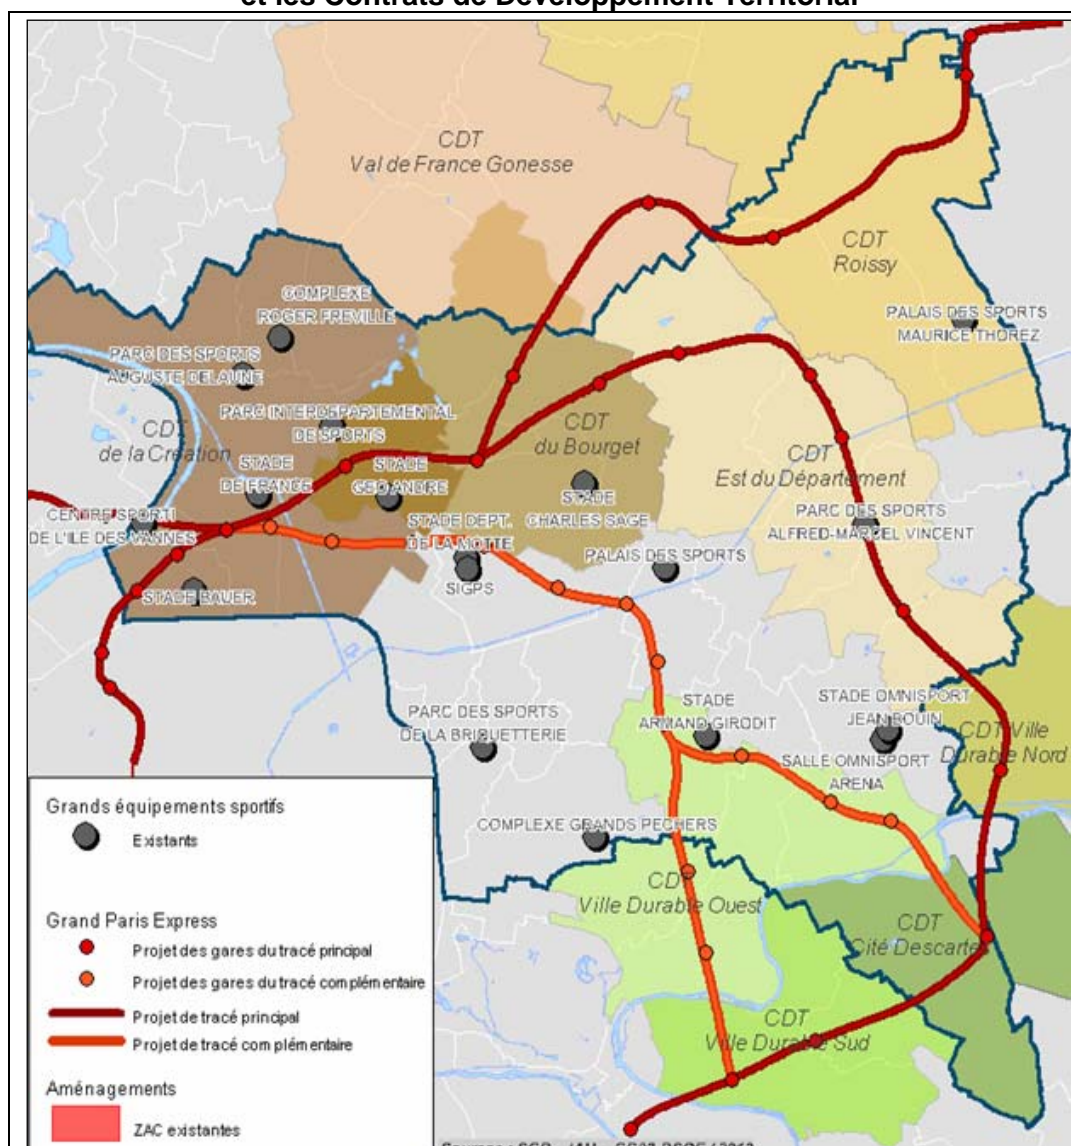 et les Contrats de Développement Territorial
CDT
Val de France Gonesse
CDT
Roissy
COMPLEXE
ROGER FREVILLE
PALAIS DES SPORTS
MAURICE THOREZ
PARC DES SPORTS
AUGUSTE DELAUNE
PARC INTERDEPARTEMENTAL
DE SPORTS
CDT
de la Création
CDT
du Bourget
STADE
DE FRANCE
STADE
GEO ANDRE
CDT
Est du Département
STADE
CHARLES SAGE
CENTRE SPORTI
DE L'ILE DES VANNES
STADE DEPT.
DE LA MOTTE
PARC DES SPORTS
ALFRED-MARCEL VINCENT
PALAIS DES SPORTS
SIGPS
STADE BAUER
PARC DES SPORTS
DE LA BRIQUETTERIE
STADE
ARMAND GIRODIT
STADE OMNISPORT
JEAN BOUIN
CDT Ville
Durable Nord
SALLE OMNISPORT
ARENA
COMPLEXE GRANDS PECHERS
CDT
Ville Durable Ouest
CDT
Cité Descartes
CDT
Ville Durable Sud
Grands équipements sportifs
Existants
Grand Paris Express
Projet des gares du tracé principal
Projet des gares du tracé complémentaire
Projet de tracé principal
Projet de tracé complémentaire
Aménagements
ZAC existantes